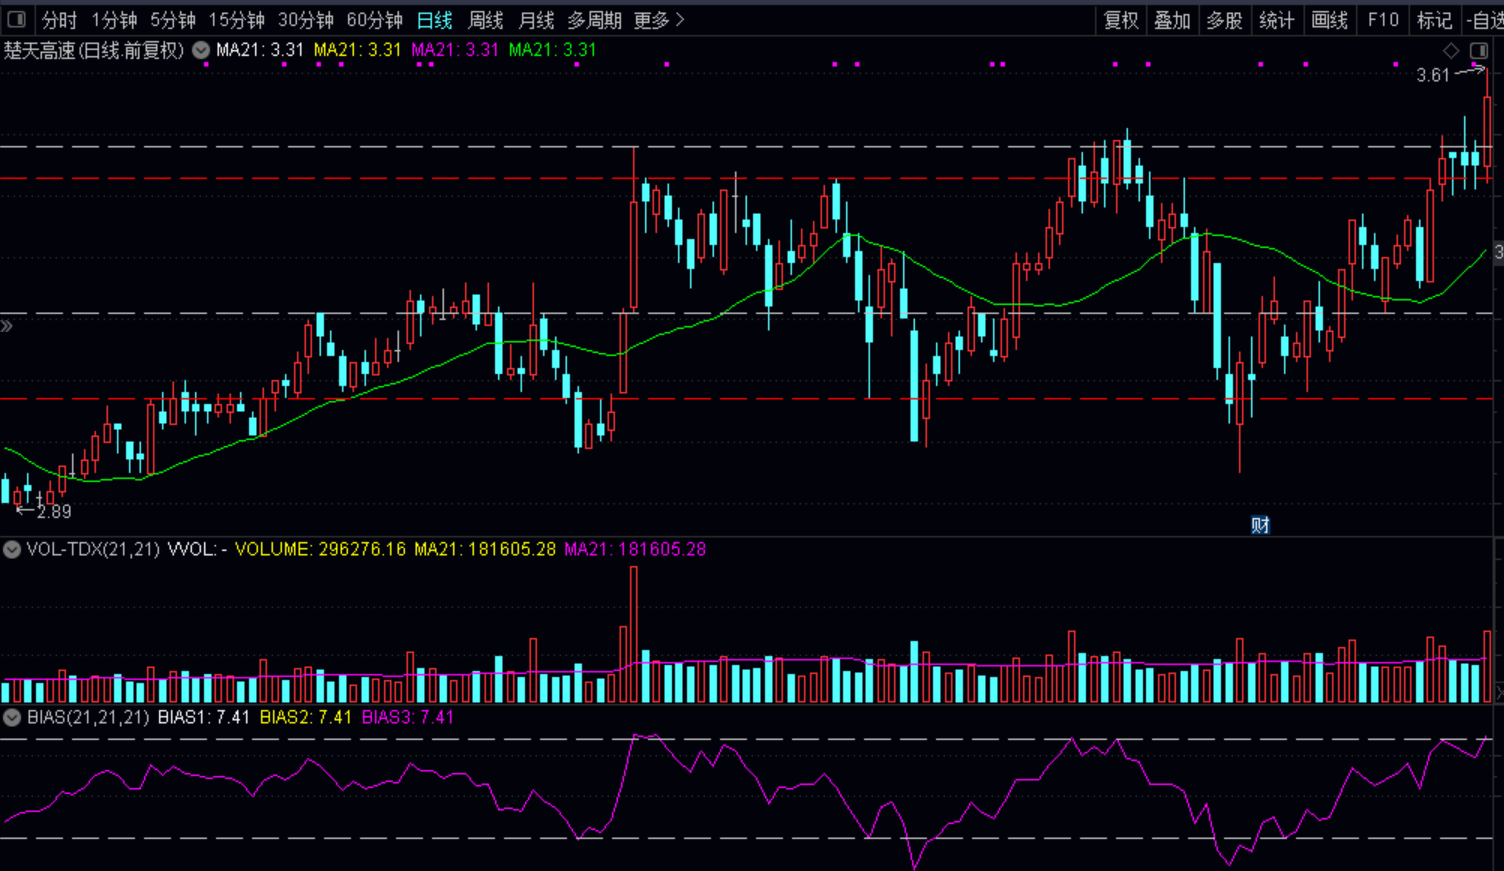 分时 1分钟 5分钟 15分钟 30分钟 60分钟 日线 周线 月线 多周期 更多 复权 叠加 多股 统计 画线 F10 标记 -自选
楚天高速(日线.前复权) MA21: 3.31 MA21: 3.31 MA21: 3.31 MA21: 3.31
3.61
3
2.89
财
VOL-TDX(21,21) VVOL: - VOLUME: 296276.16 MA21: 181605.28 MA21: 181605.28
BIAS(21,21,21) BIAS1: 7.41 BIAS2: 7.41 BIAS3: 7.41